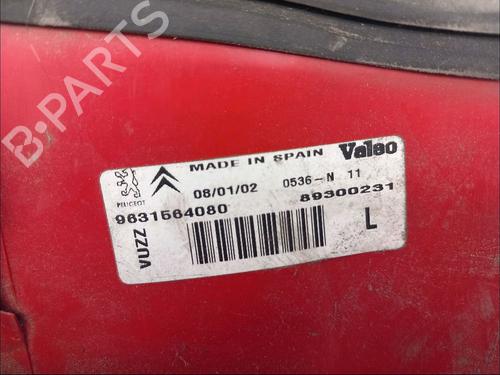 B-PARTS
MADE IN SPAIN Valeo
PEUGEOT
08/01/02 0536-N 11
9631564080 89300231
VUZZ
L